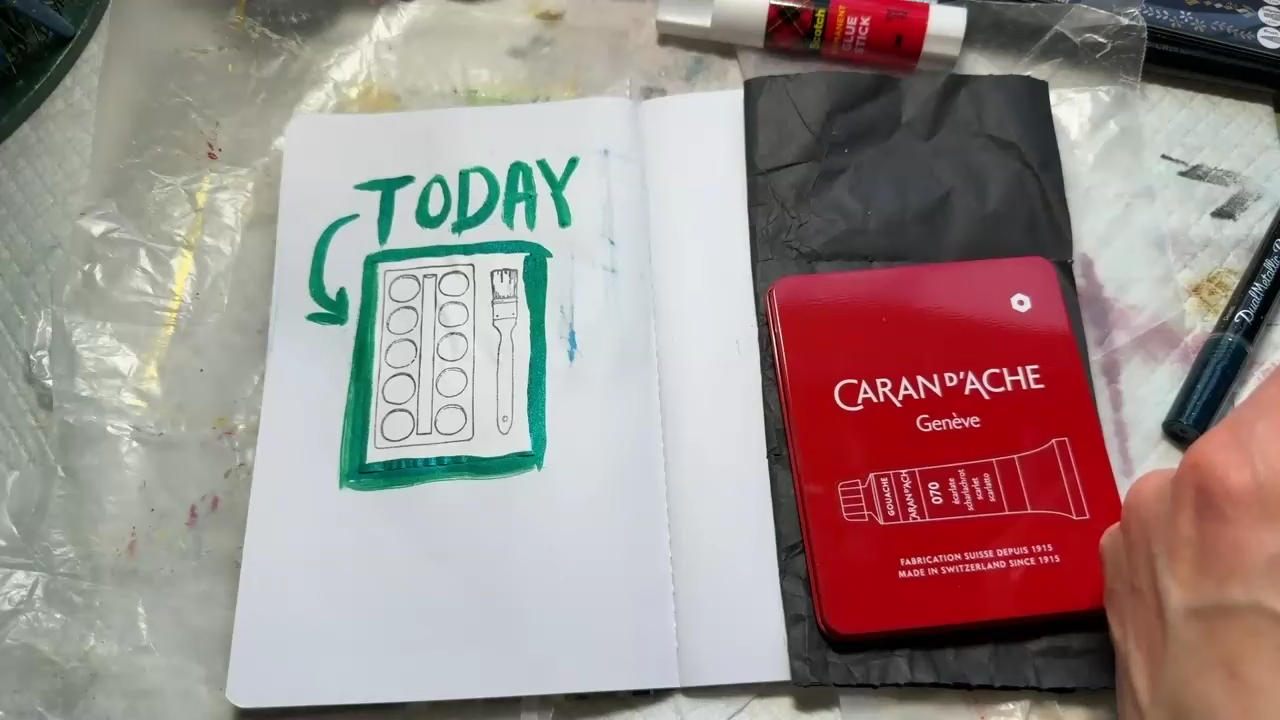 Scotch
PERMANENT
GLUE
STICK
TODAY
CARAN D'ACHE
Genève
GOUACHE
CARAN D'ACHE
070
écarlate
scharlachrot
scarlet
scarlatto
FABRICATION SUISSE DEPUIS 1915
MADE IN SWITZERLAND SINCE 1915
DualMetallic